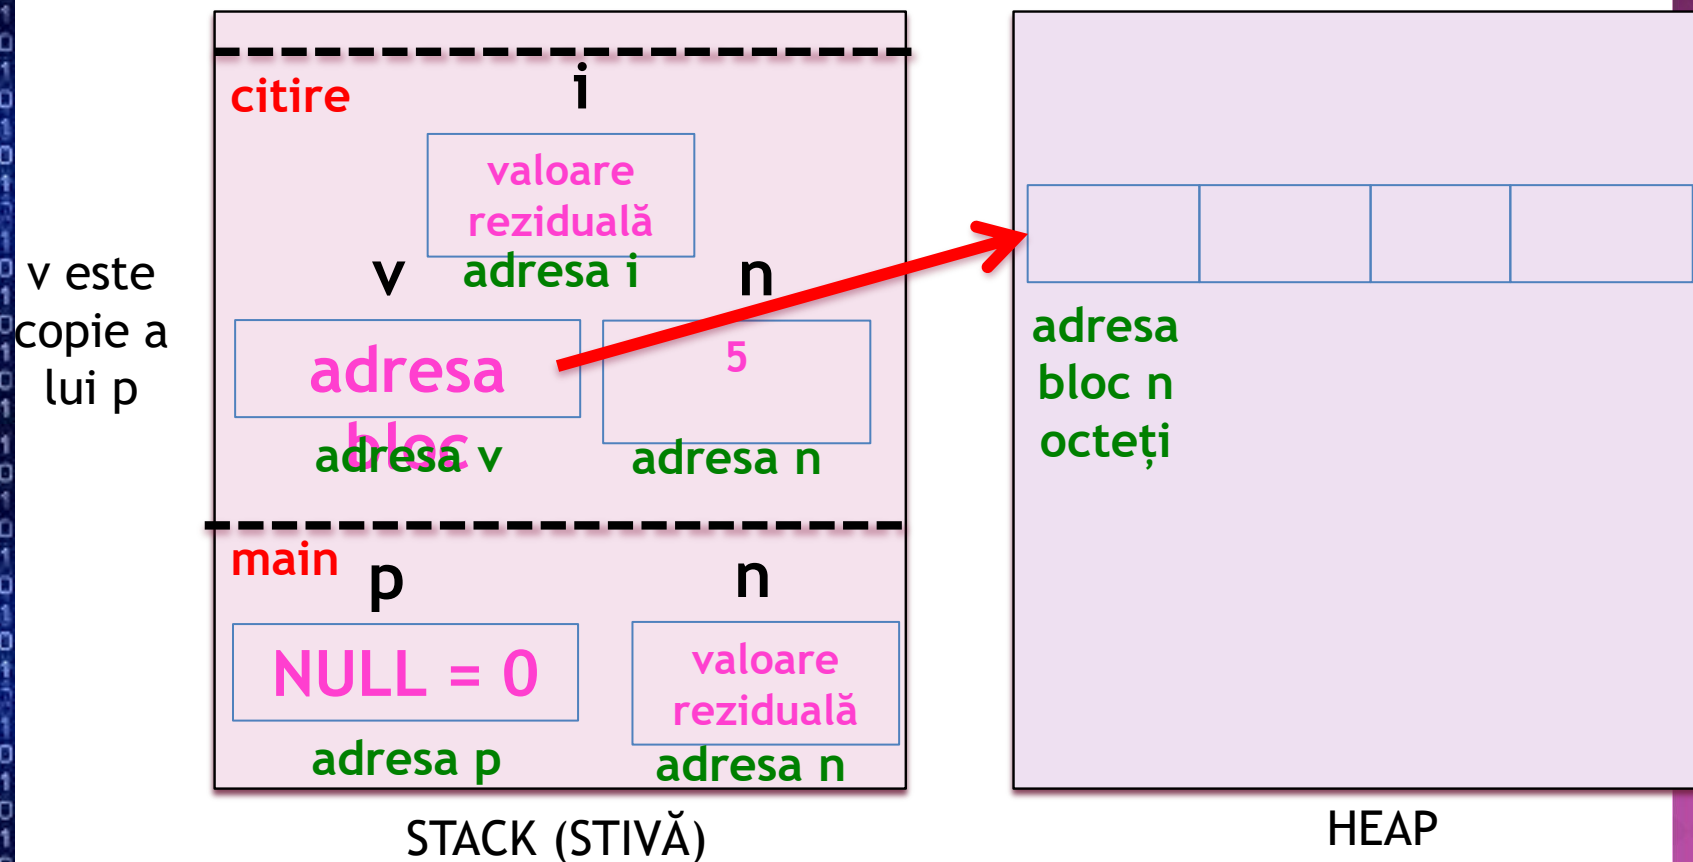 citire
i
valoare
reziduală
adresa i
v
n
v este
copie a
lui p
adresa
bloc
5
adresa v
adresa n
adresa
bloc n
octeți
main
p
n
NULL = 0
valoare
reziduală
adresa p
adresa n
STACK (STIVĂ)
HEAP